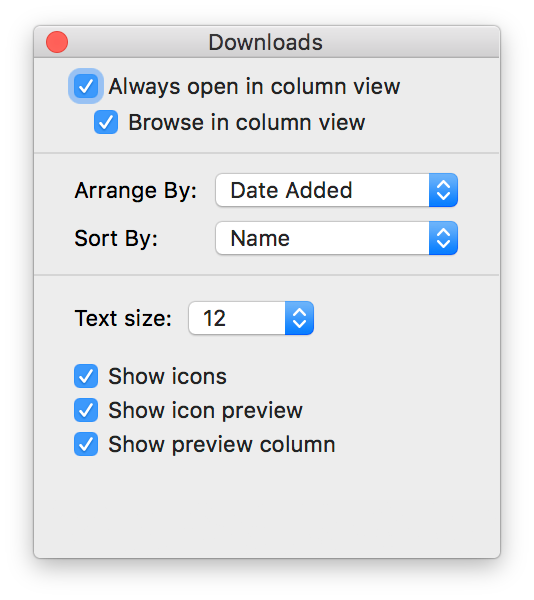 Downloads
Always open in column view
Browse in column view
Arrange By: Date Added
Sort By: Name
Text size: 12
Show icons
Show icon preview
Show preview column